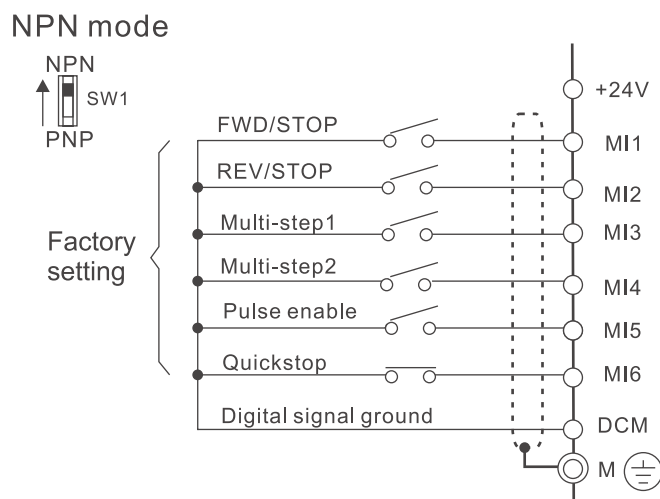 NPN mode
NPN
SW1
PNP
+24V
FWD/STOP
MI1
REV/STOP
MI2
Multi-step1
MI3
Factory
setting
Multi-step2
MI4
Pulse enable
MI5
Quickstop
MI6
Digital signal ground
DCM
M